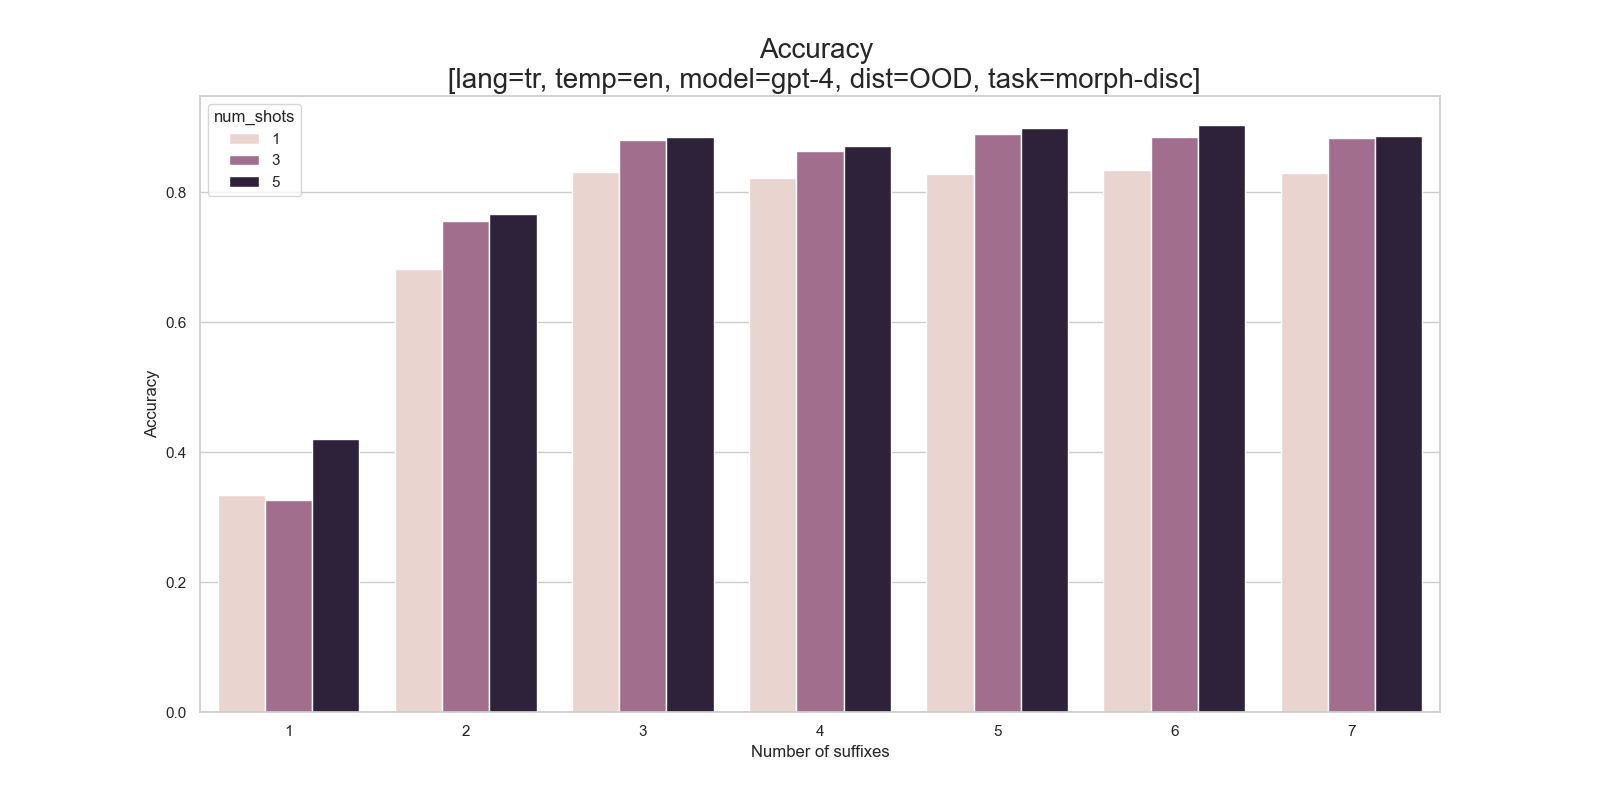 Accuracy
[lang=tr, temp=en, model=gpt-4, dist=OOD, task=morph-disc]
num_shots
1
3
5
0.8
0.6
0.4
0.2
0.0
Accuracy
1 2 3 4 5 6 7
Number of suffixes